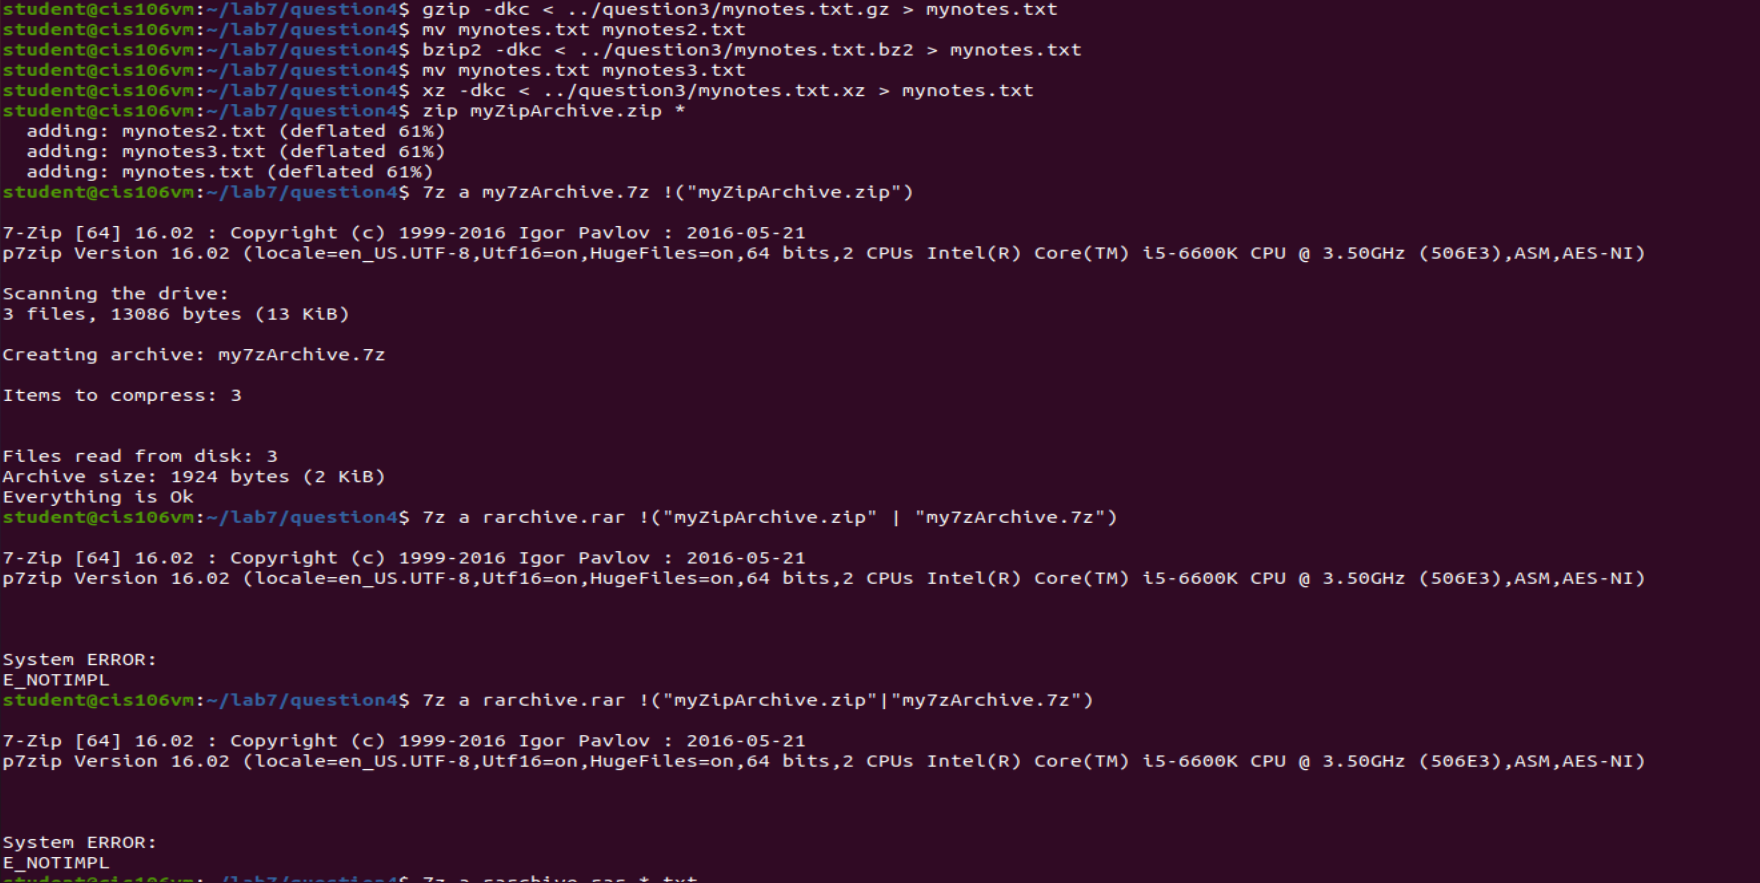 student@cis106vm:~/lab7/question4$ gzip -dkc < ../question3/mynotes.txt.gz > mynotes.txt
student@cis106vm:~/lab7/question4$ mv mynotes.txt mynotes2.txt
student@cis106vm:~/lab7/question4$ bzip2 -dkc < ../question3/mynotes.txt.bz2 > mynotes.txt
student@cis106vm:~/lab7/question4$ mv mynotes.txt mynotes3.txt
student@cis106vm:~/lab7/question4$ xz -dkc < ../question3/mynotes.txt.xz > mynotes.txt
student@cis106vm:~/lab7/question4$ zip myZipArchive.zip *
  adding: mynotes2.txt (deflated 61%)
  adding: mynotes3.txt (deflated 61%)
  adding: mynotes.txt (deflated 61%)
student@cis106vm:~/lab7/question4$ 7z a my7zArchive.7z !("myZipArchive.zip")
7-Zip [64] 16.02 : Copyright (c) 1999-2016 Igor Pavlov : 2016-05-21
p7zip Version 16.02 (locale=en_US.UTF-8,Utf16=on,HugeFiles=on,64 bits,2 CPUs Intel(R) Core(TM) i5-6600K CPU @ 3.50GHz (506E3),ASM,AES-NI)
Scanning the drive:
3 files, 13086 bytes (13 KiB)
Creating archive: my7zArchive.7z
Items to compress: 3
Files read from disk: 3
Archive size: 1924 bytes (2 KiB)
Everything is Ok
student@cis106vm:~/lab7/question4$ 7z a rarchive.rar !("myZipArchive.zip" | "my7zArchive.7z")
7-Zip [64] 16.02 : Copyright (c) 1999-2016 Igor Pavlov : 2016-05-21
p7zip Version 16.02 (locale=en_US.UTF-8,Utf16=on,HugeFiles=on,64 bits,2 CPUs Intel(R) Core(TM) i5-6600K CPU @ 3.50GHz (506E3),ASM,AES-NI)
System ERROR:
E_NOTIMPL
student@cis106vm:~/lab7/question4$ 7z a rarchive.rar !("myZipArchive.zip"|"my7zArchive.7z")
7-Zip [64] 16.02 : Copyright (c) 1999-2016 Igor Pavlov : 2016-05-21
p7zip Version 16.02 (locale=en_US.UTF-8,Utf16=on,HugeFiles=on,64 bits,2 CPUs Intel(R) Core(TM) i5-6600K CPU @ 3.50GHz (506E3),ASM,AES-NI)
System ERROR:
E_NOTIMPL
student@cis106vm:~/lab7/question4$ 7z a rarchive.rar *.txt